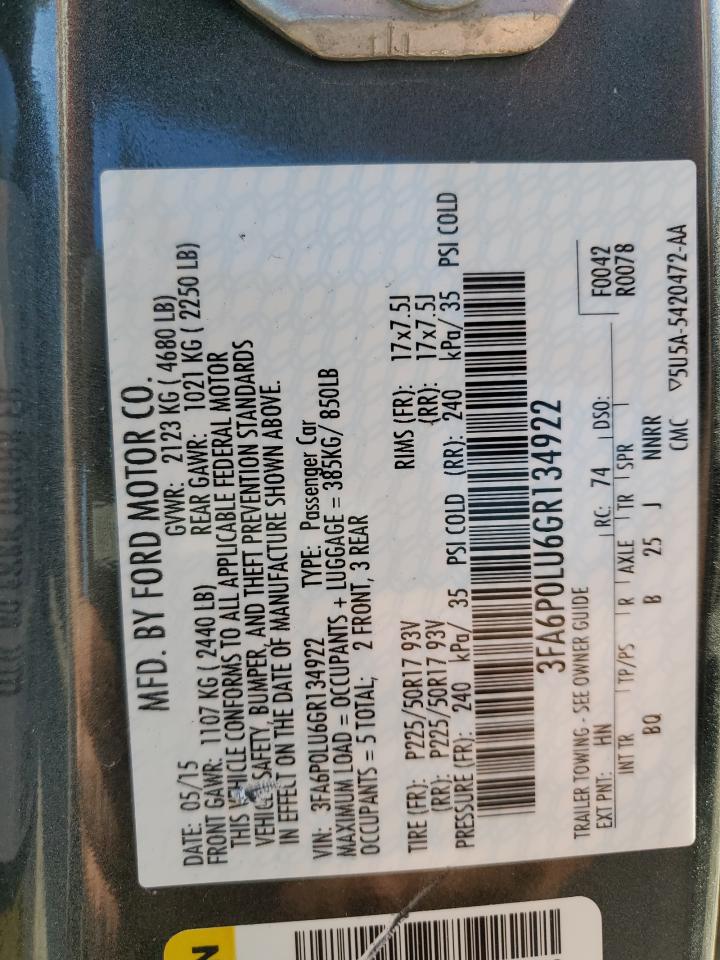 MFD. BY FORD MOTOR CO.
DATE: 05/15 GVWR: 2123 KG ( 4680 LB)
FRONT GAWR: 1107 KG ( 2440 LB) REAR GAWR: 1021 KG ( 2250 LB)
THIS VEHICLE CONFORMS TO ALL APPLICABLE FEDERAL MOTOR
VEHICLE SAFETY, BUMPER, AND THEFT PREVENTION STANDARDS
IN EFFECT ON THE DATE OF MANUFACTURE SHOWN ABOVE.
VIN: 3FA6P0LU6GR134922 TYPE: Passenger Car
MAXIMUM LOAD = OCCUPANTS + LUGGAGE = 385KG/ 850LB
OCCUPANTS = 5 TOTAL; 2 FRONT, 3 REAR
TIRE (FR): P225/50R17 93V RIMS (FR): 17x7.5J
(RR): P225/50R17 93V (RR): 17x7.5J
PRESSURE (FR): 240 kPa/ 35 PSI COLD (RR): 240 kPa/ 35 PSI COLD
3FA6P0LU6GR134922
TRAILER TOWING - SEE OWNER GUIDE
EXT PNT: HN RC: 74 DSO: F0042
R0078
INT TR TP/PS R AXLE TR SPR
BQ B 25 J NNRR
CMC ▽5U5A-5420472-AA
N